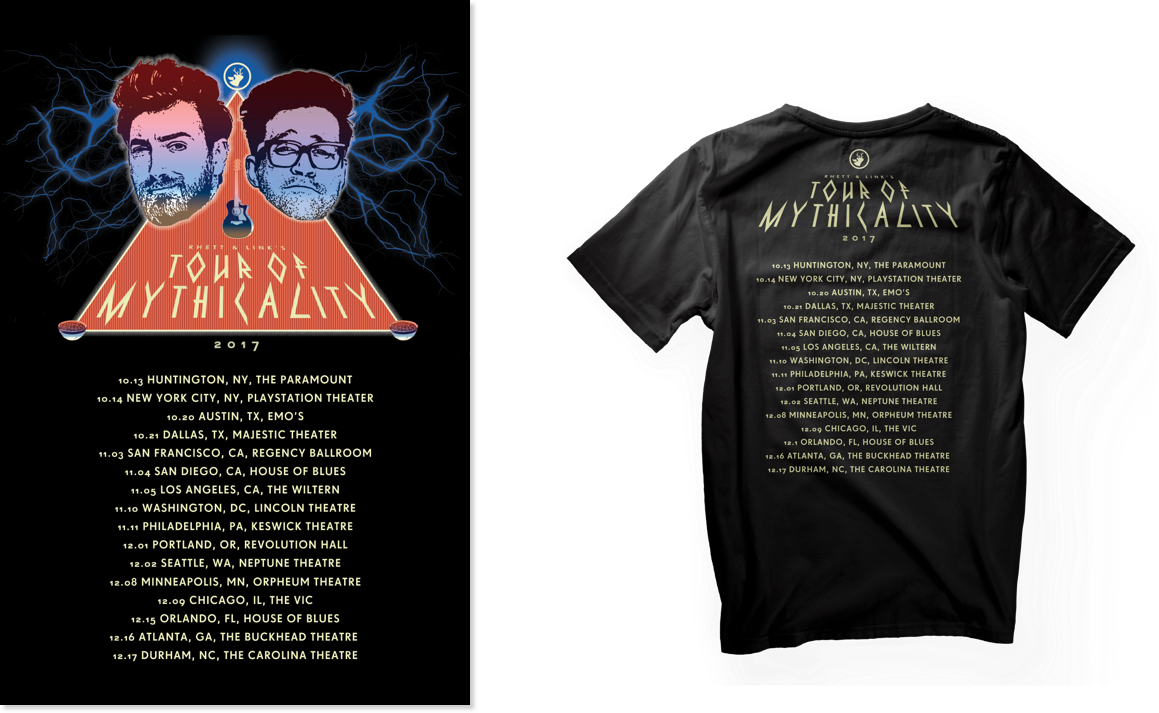 RHETT & LINK'S
TOUR OF
MYTHICALITY
2017
10.13 HUNTINGTON, NY, THE PARAMOUNT
10.14 NEW YORK CITY, NY, PLAYSTATION THEATER
10.20 AUSTIN, TX, EMO'S
10.21 DALLAS, TX, MAJESTIC THEATER
11.03 SAN FRANCISCO, CA, REGENCY BALLROOM
11.04 SAN DIEGO, CA, HOUSE OF BLUES
11.05 LOS ANGELES, CA, THE WILTERN
11.10 WASHINGTON, DC, LINCOLN THEATRE
11.11 PHILADELPHIA, PA, KESWICK THEATRE
12.01 PORTLAND, OR, REVOLUTION HALL
12.02 SEATTLE, WA, NEPTUNE THEATRE
12.08 MINNEAPOLIS, MN, ORPHEUM THEATRE
12.09 CHICAGO, IL, THE VIC
12.15 ORLANDO, FL, HOUSE OF BLUES
12.16 ATLANTA, GA, THE BUCKHEAD THEATRE
12.17 DURHAM, NC, THE CAROLINA THEATRE
RHETT & LINK'S
TOUR OF
MYTHICALITY
2017
10.13 HUNTINGTON, NY, THE PARAMOUNT
10.14 NEW YORK CITY, NY, PLAYSTATION THEATER
10.20 AUSTIN, TX, EMO'S
10.21 DALLAS, TX, MAJESTIC THEATER
11.03 SAN FRANCISCO, CA, REGENCY BALLROOM
11.04 SAN DIEGO, CA, HOUSE OF BLUES
11.05 LOS ANGELES, CA, THE WILTERN
11.10 WASHINGTON, DC, LINCOLN THEATRE
11.11 PHILADELPHIA, PA, KESWICK THEATRE
12.01 PORTLAND, OR, REVOLUTION HALL
12.02 SEATTLE, WA, NEPTUNE THEATRE
12.08 MINNEAPOLIS, MN, ORPHEUM THEATRE
12.09 CHICAGO, IL, THE VIC
12.1 ORLANDO, FL, HOUSE OF BLUES
12.16 ATLANTA, GA, THE BUCKHEAD THEATRE
12.17 DURHAM, NC, THE CAROLINA THEATRE